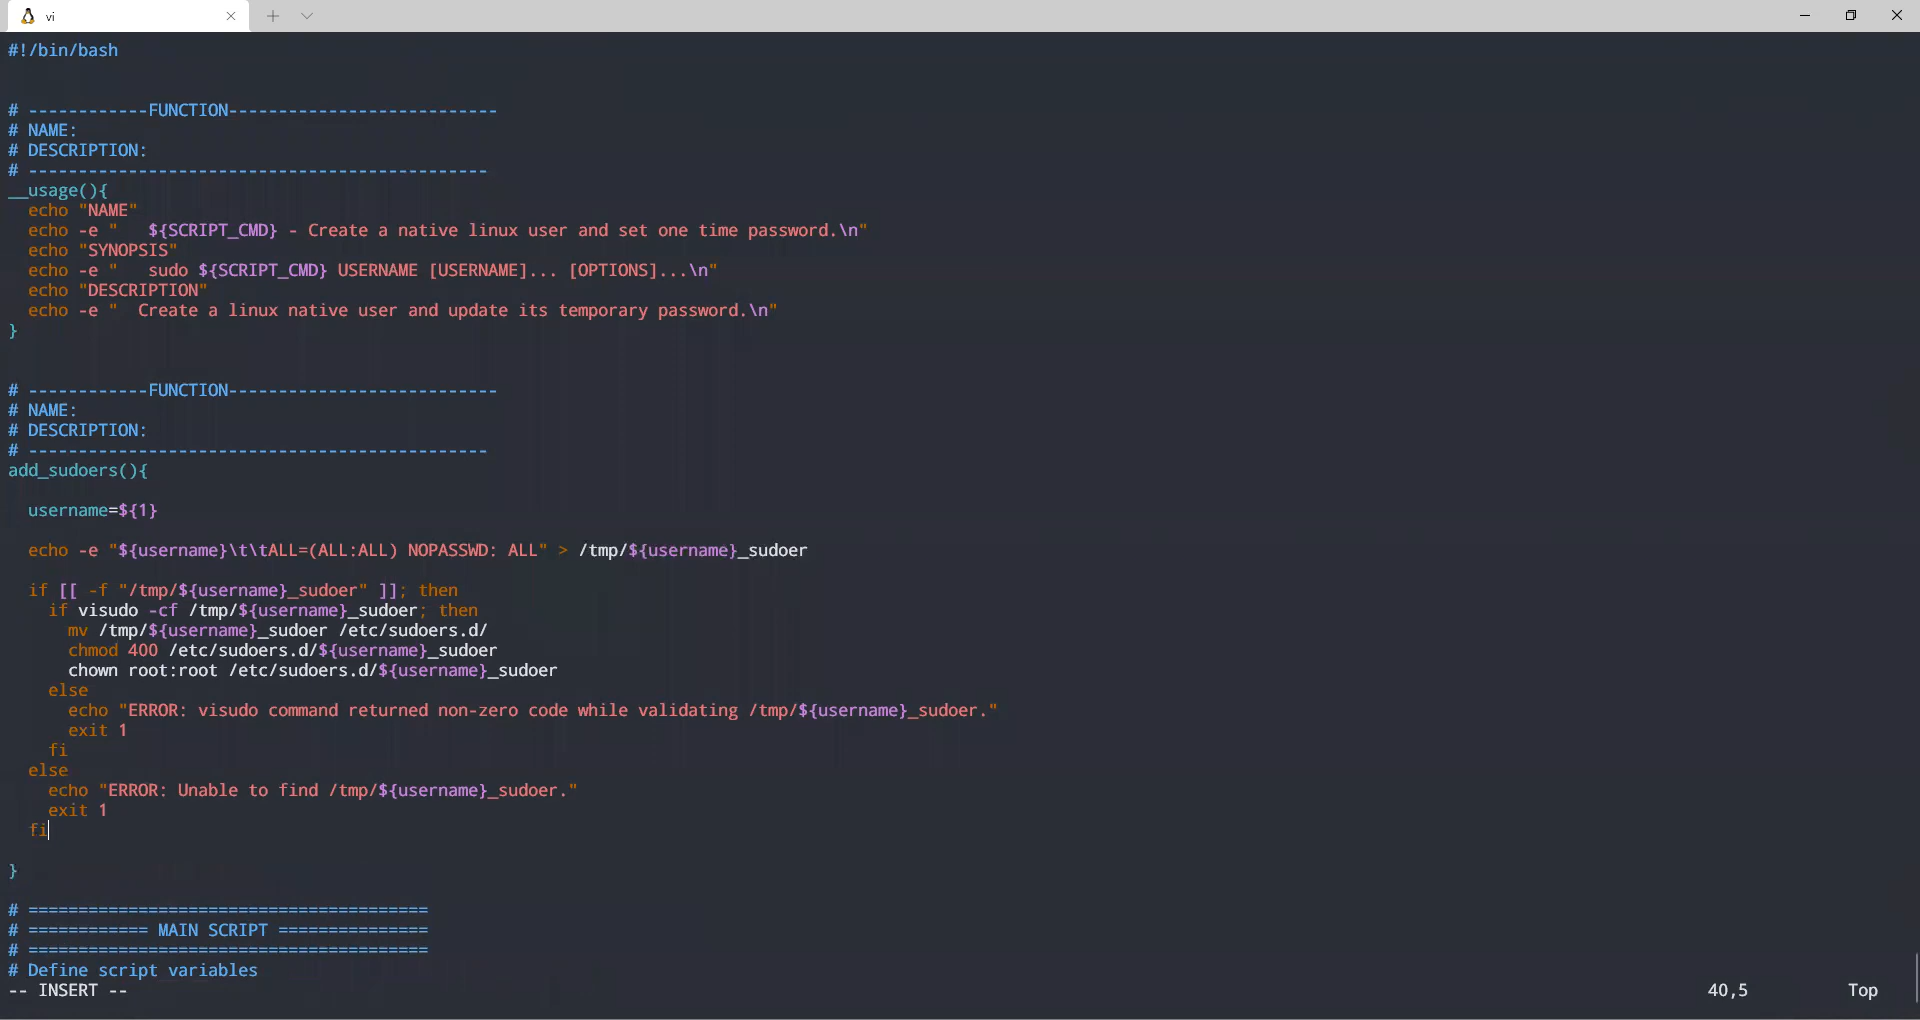 vi
#!/bin/bash
# ------------FUNCTION---------------------------
# NAME:
# DESCRIPTION:
# ----------------------------------------------
__usage(){
  echo "NAME"
  echo -e "   ${SCRIPT_CMD} - Create a native linux user and set one time password.\n"
  echo "SYNOPSIS"
  echo -e "   sudo ${SCRIPT_CMD} USERNAME [USERNAME]... [OPTIONS]...\n"
  echo "DESCRIPTION"
  echo -e "  Create a linux native user and update its temporary password.\n"
}
# ------------FUNCTION---------------------------
# NAME:
# DESCRIPTION:
# ----------------------------------------------
add_sudoers(){
  username=${1}
  echo -e "${username}\t\tALL=(ALL:ALL) NOPASSWD: ALL" > /tmp/${username}_sudoer
  if [[ -f "/tmp/${username}_sudoer" ]]; then
    if visudo -cf /tmp/${username}_sudoer; then
      mv /tmp/${username}_sudoer /etc/sudoers.d/
      chmod 400 /etc/sudoers.d/${username}_sudoer
      chown root:root /etc/sudoers.d/${username}_sudoer
    else
      echo "ERROR: visudo command returned non-zero code while validating /tmp/${username}_sudoer."
      exit 1
    fi
  else
    echo "ERROR: Unable to find /tmp/${username}_sudoer."
    exit 1
  fi
}
# ========================================
# ============ MAIN SCRIPT ===============
# ========================================
# Define script variables
-- INSERT -- 40,5 Top